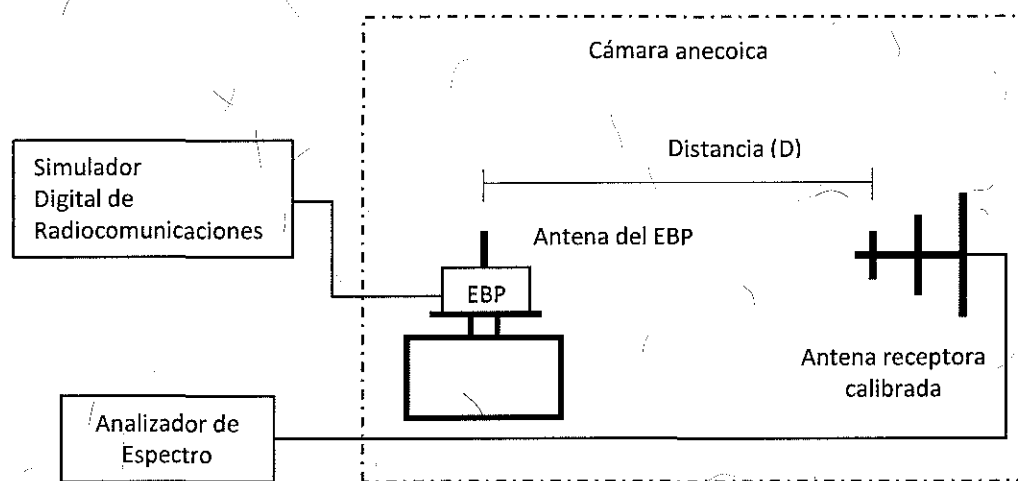 Cámara anecoica
Distancia (D)
Simulador
Digital de
Radiocomunicaciones
Antena del EBP
EBP
Antena receptora
calibrada
Analizador de
Espectro